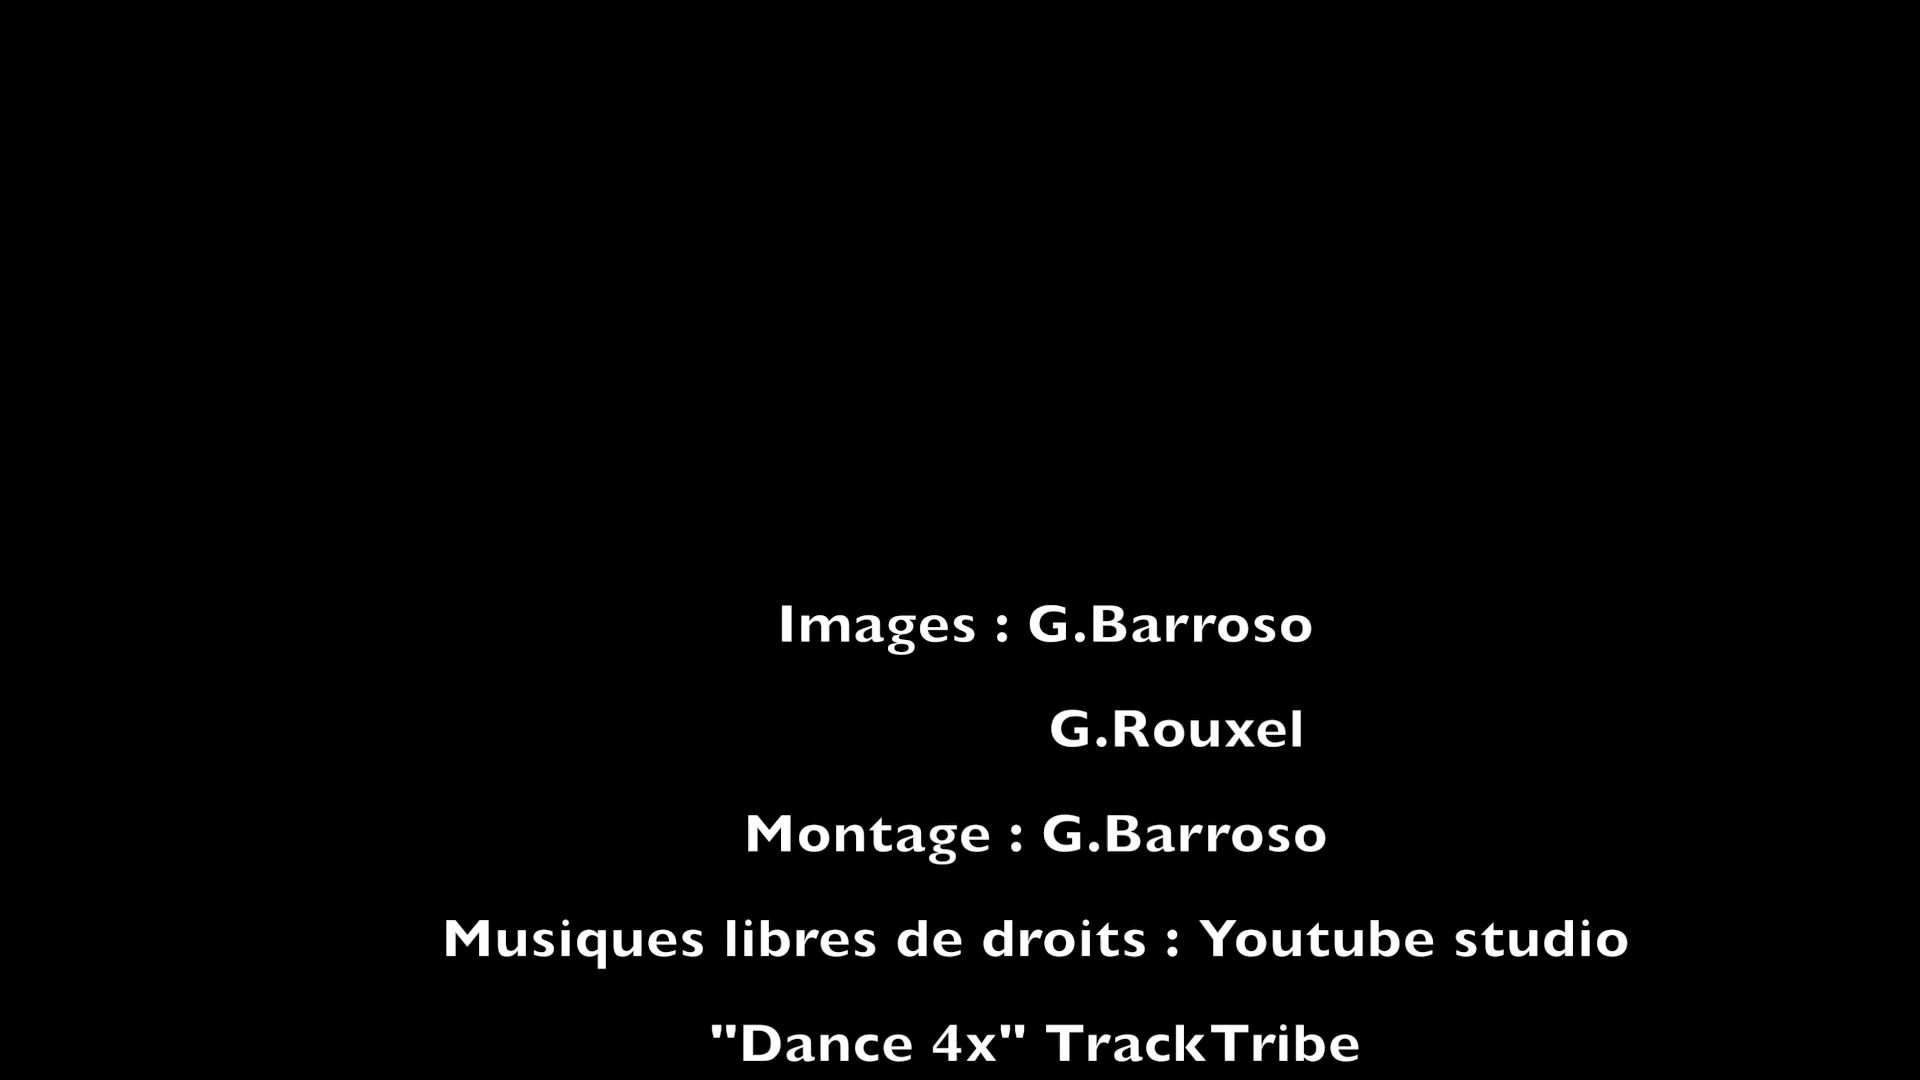 Images : G.Barroso
G.Rouxel
Montage : G.Barroso
Musiques libres de droits : Youtube studio
"Dance 4x" TrackTribe